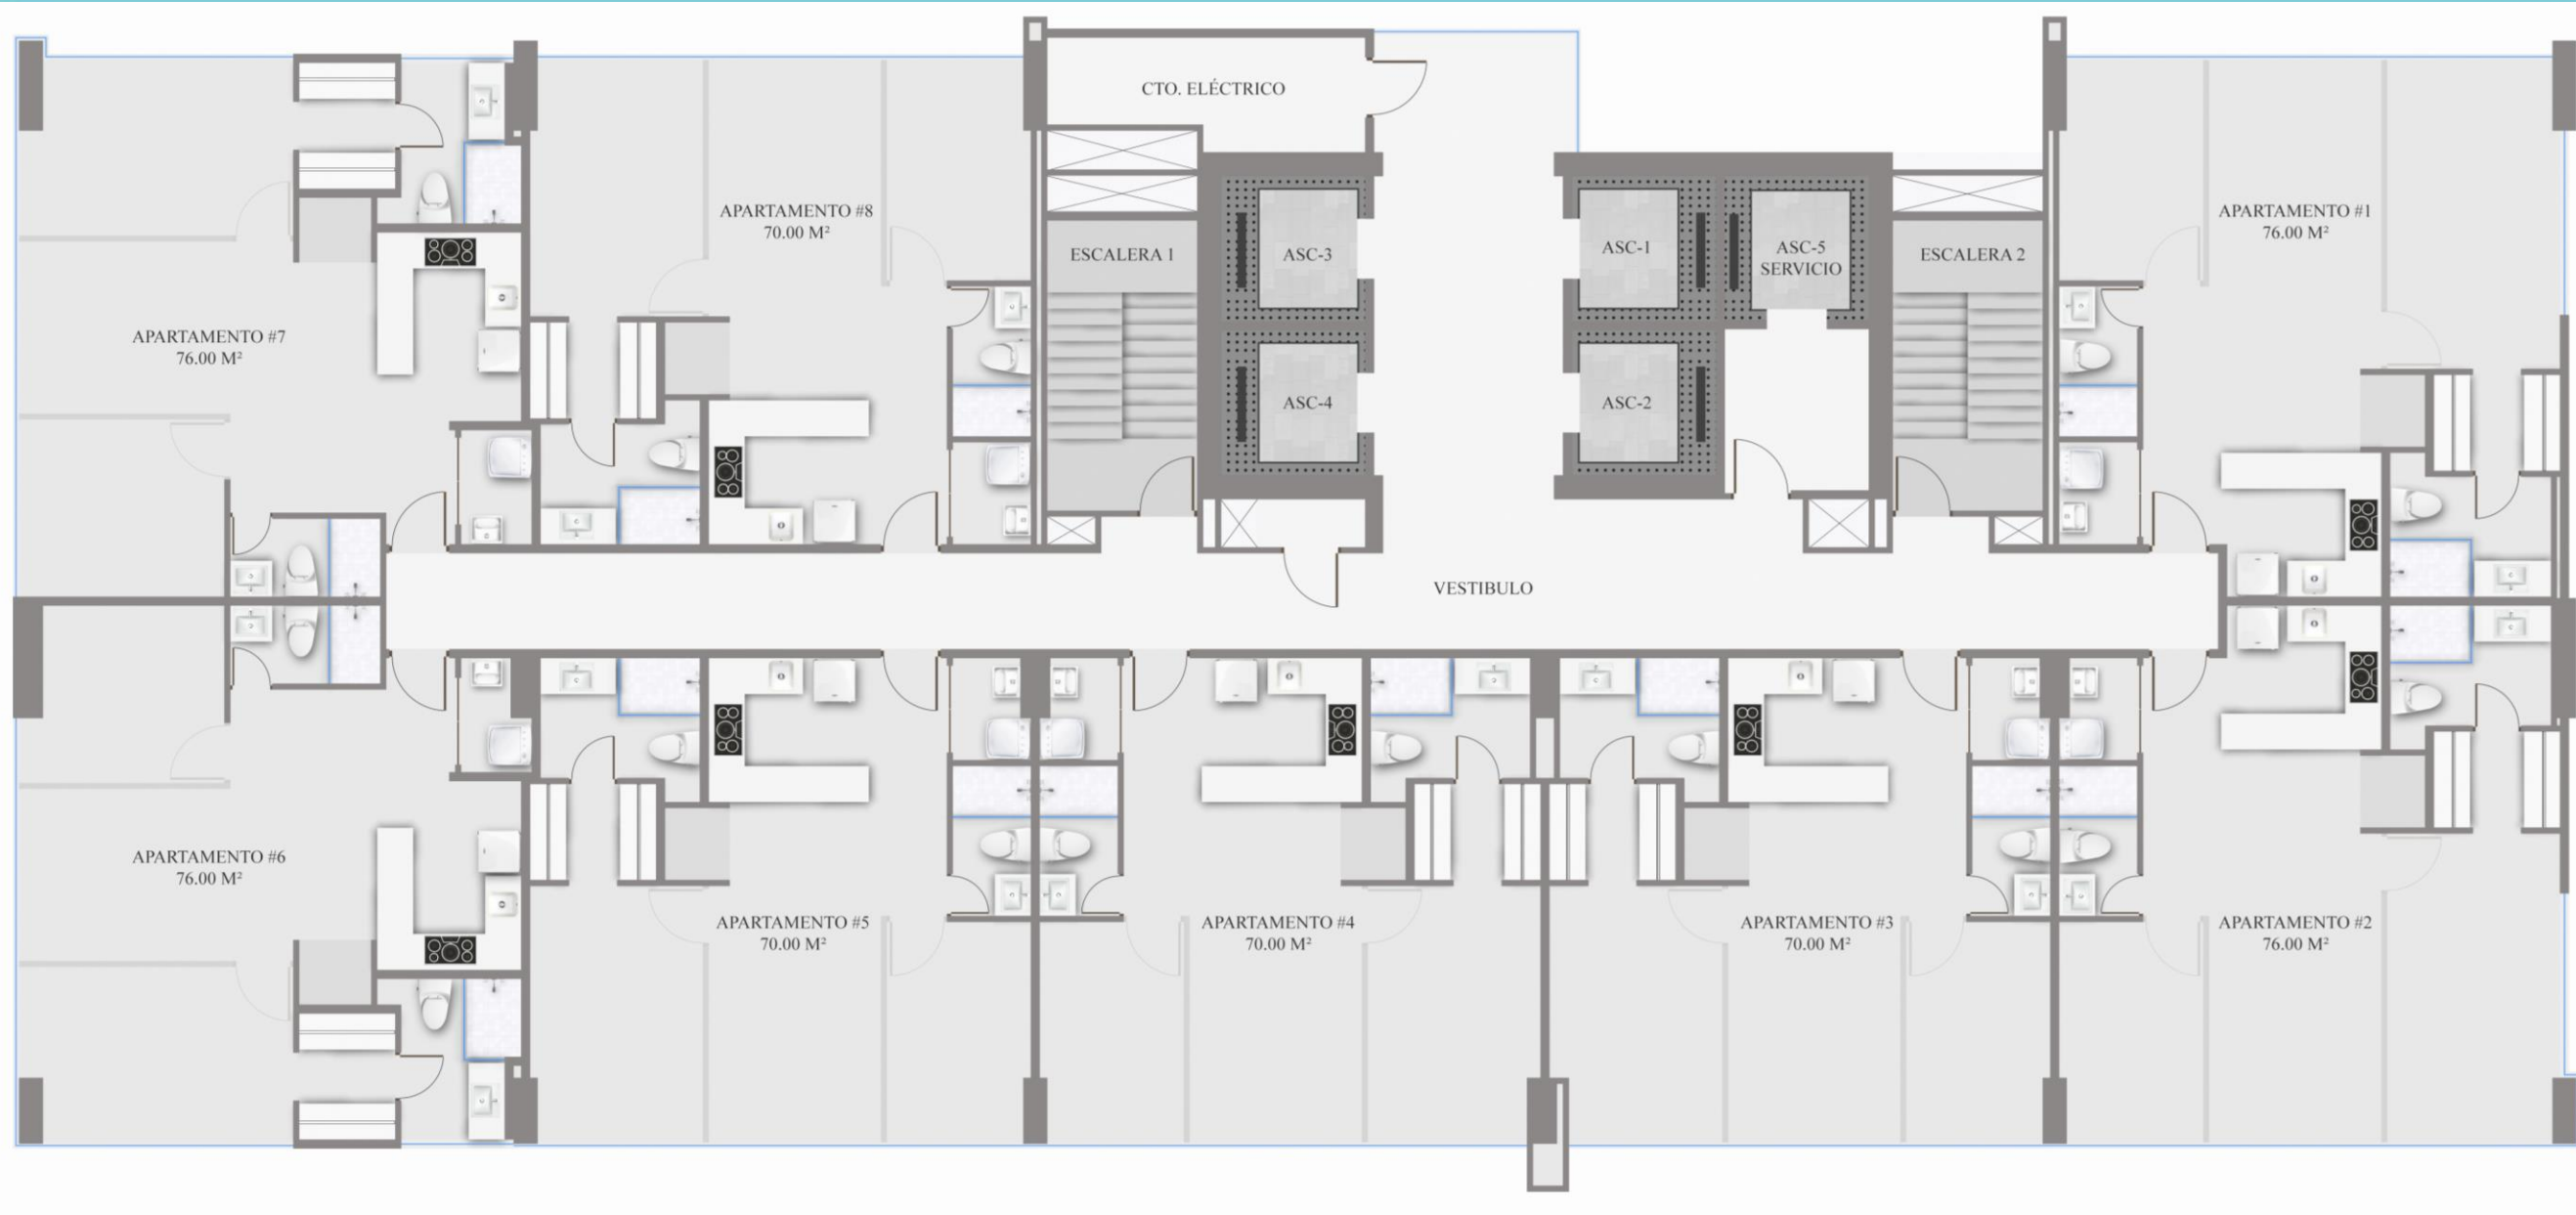 CTO. ELÉCTRICO
APARTAMENTO #8
70.00 M²
APARTAMENTO #1
76.00 M²
ESCALERA 1
ASC-3
ASC-1
ASC-5
SERVICIO
ESCALERA 2
APARTAMENTO #7
76.00 M²
ASC-4
ASC-2
VESTIBULO
APARTAMENTO #6
76.00 M²
APARTAMENTO #5
70.00 M²
APARTAMENTO #4
70.00 M²
APARTAMENTO #3
70.00 M²
APARTAMENTO #2
76.00 M²